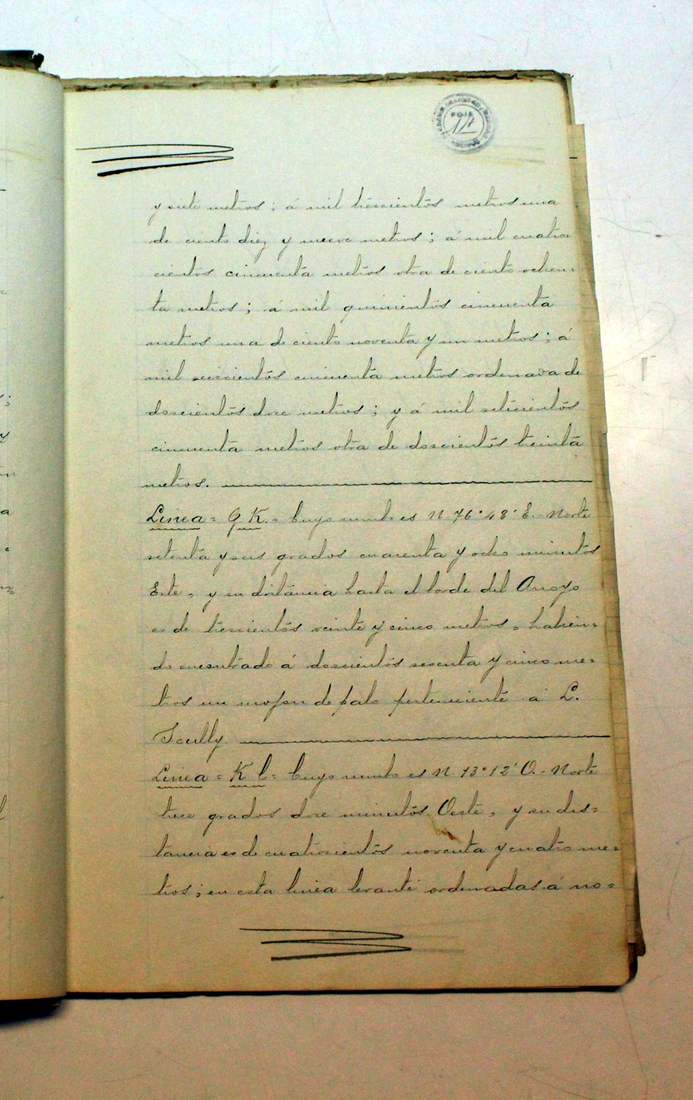 FOJA
y siete metros; á mil trescientos metros una
de ciento diez y nueve metros; á mil cuatro
cientos cincuenta metros otra de ciento ochen-
ta metros; á mil quinientos cincuenta
metros una de ciento noventa y un metros; á
mil seiscientos cincuenta metros ordenava de
doscientos doce metros; y á mil setecientos
cincuenta metros otra de doscientos treinta
metros.
Linea = Q K = Cuyo rumbo es N 76° 48' E. Norte
setenta y seis grados cuarenta y ocho minutos
Este, y su distancia hasta el borde del Arroyo
es de trescientos veinte y cinco metros, habien-
do encontrado á doscientos sesenta y cinco me-
tros un mojon de palo perteneciente á L.
Scully.
Linea = K C = Cuyo rumbo es N 13° 12' O. - Norte
trece grados doce minutos Oeste, y su dis-
tancia es de cuatrocientos noventa y cuatro me-
tros; en esta linea levanté ordenadas á no=